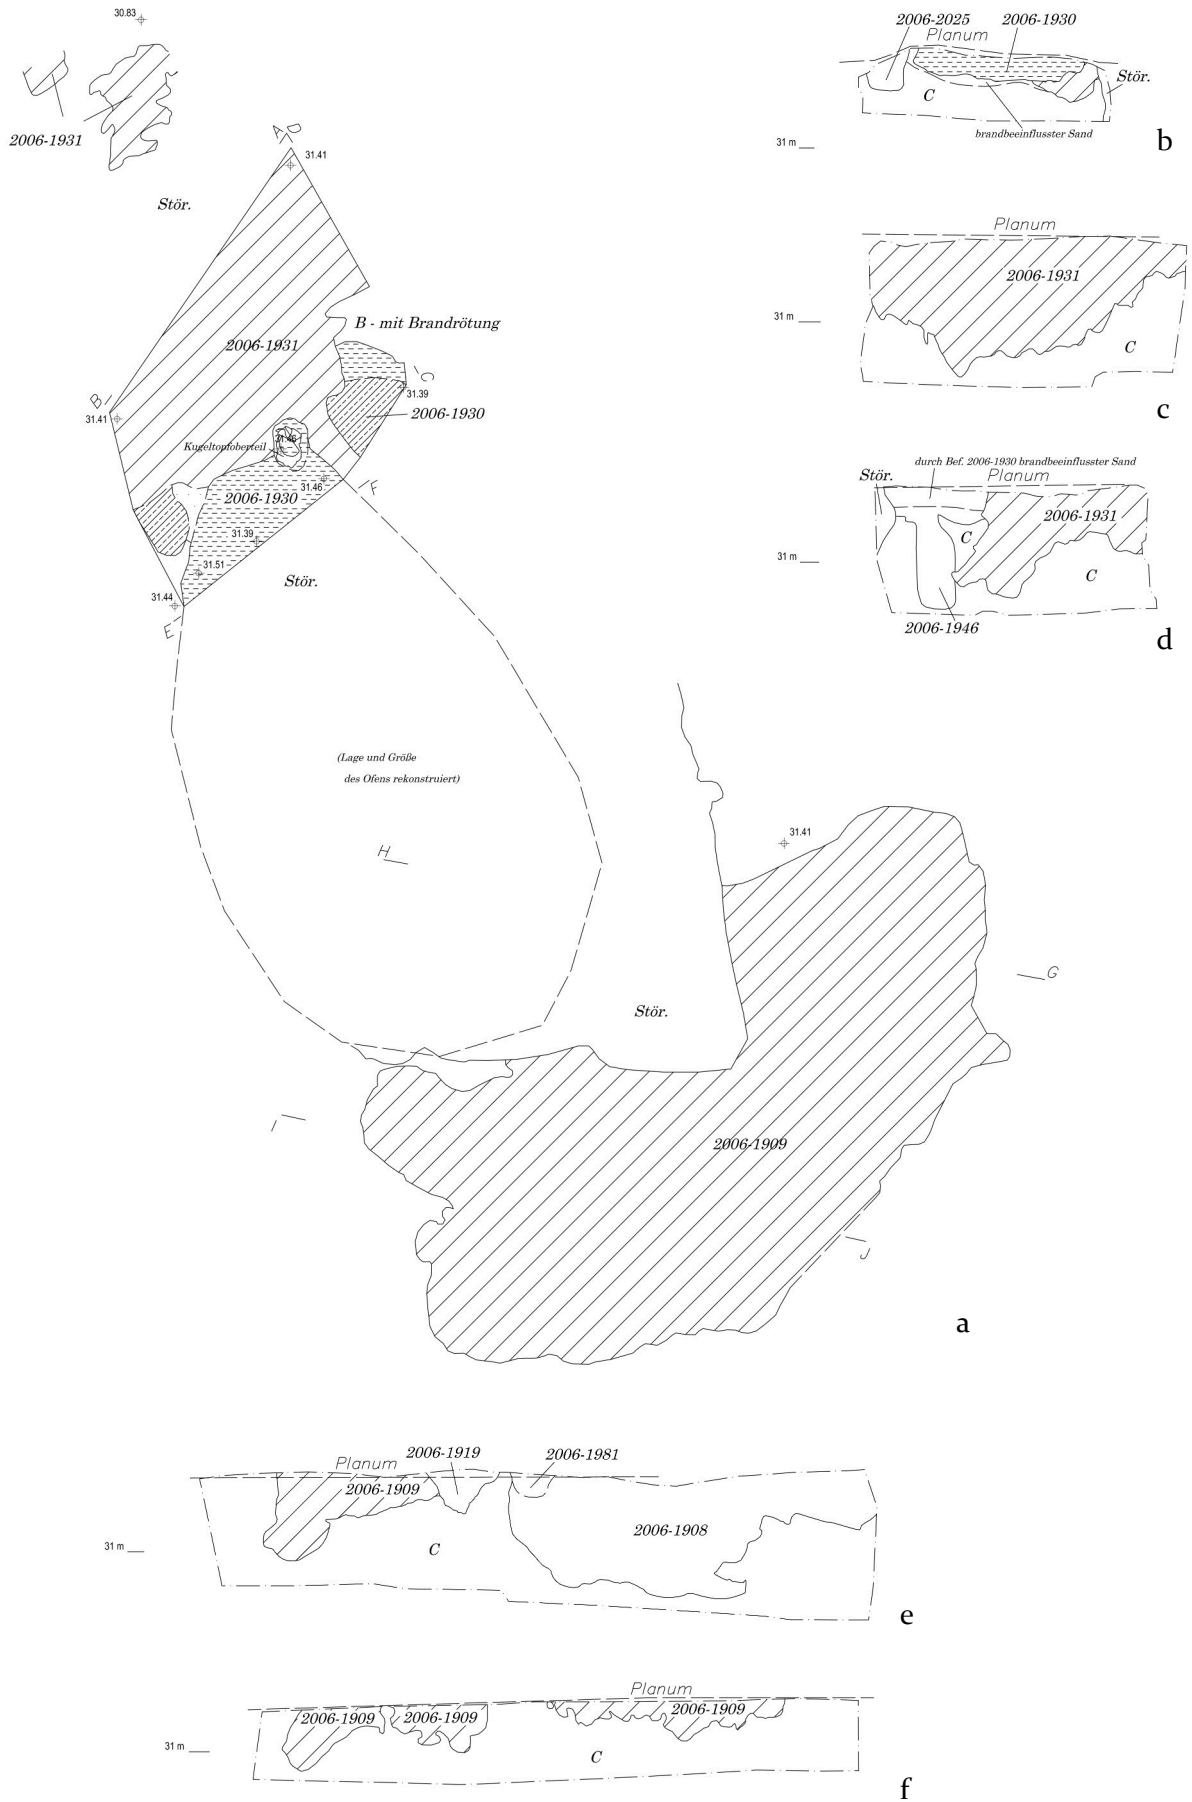 30.83
2006-1931
Stör.
A
D
31.41
2006-1931
B - mit Brandrötung
C
31.39
B
31.41
2006-1930
Kugeltopfoberteil
31.46
31.46
F
2006-1930
31.39
31.51
Stör.
31.44
E
(Lage und Größe
des Ofens rekonstruiert)
H
31.41
G
Stör.
I
2006-1909
J
a
2006-2025
2006-1930
Planum
Stör.
C
brandbeeinflusster Sand
31 m
b
Planum
2006-1931
31 m
C
c
durch Bef. 2006-1930 brandbeeinflusster Sand
Stör.
Planum
2006-1931
C
31 m
C
2006-1946
d
Planum
2006-1919
2006-1981
2006-1909
2006-1908
C
31 m
e
Planum
2006-1909
2006-1909
2006-1909
31 m
C
f